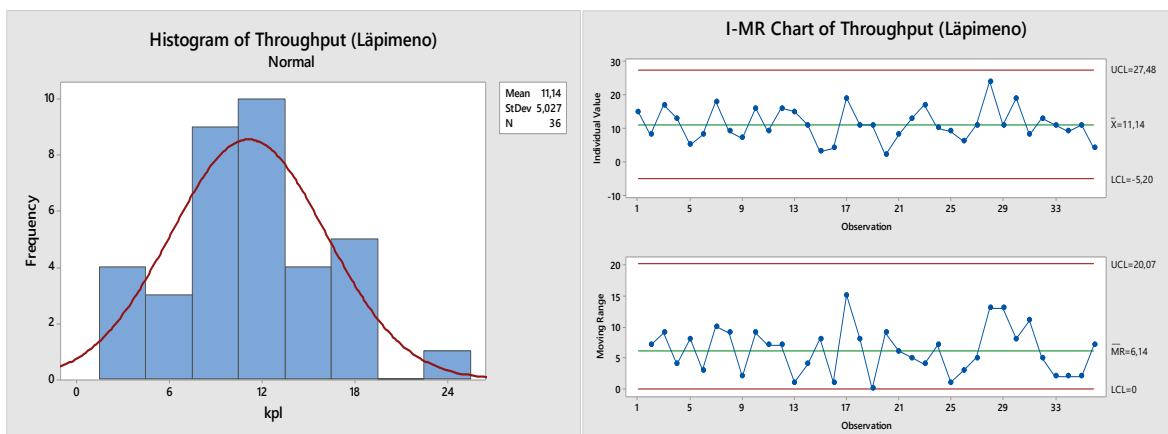 Histogram of Throughput (Läpimeno)
Normal
Mean 11,14
StDev 5,027
N 36
Frequency
10
8
6
4
2
0
0 6 12 18 24
kpl
I-MR Chart of Throughput (Läpimeno)
Individual Value
30
20
10
0
-10
UCL=27,48
X̄=11,14
LCL=-5,20
1 5 9 13 17 21 25 29 33
Observation
Moving Range
20
15
10
5
0
UCL=20,07
M̄R̄=6,14
LCL=0
1 5 9 13 17 21 25 29 33
Observation